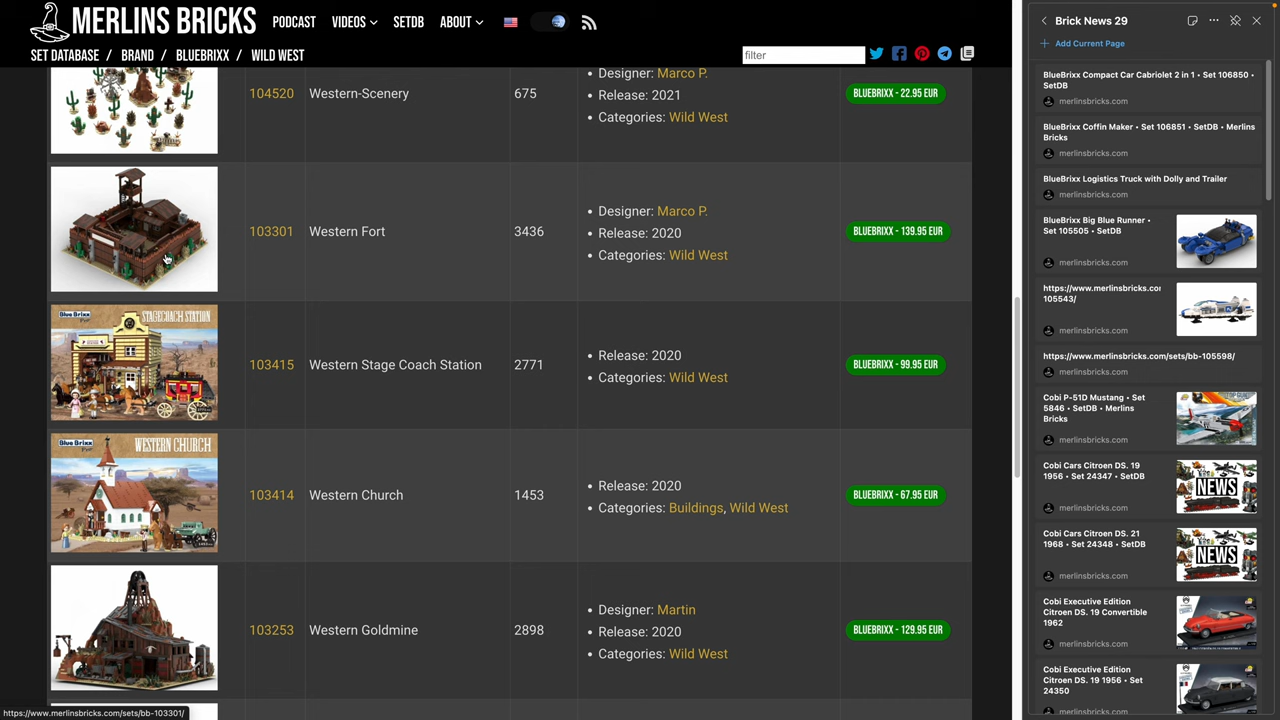 MERLINS BRICKS PODCAST VIDEOS SETDB ABOUT
SET DATABASE / BRAND / BLUEBRIXX / WILD WEST
filter
104520 Western-Scenery 675
Designer: Marco P.
Release: 2021
Categories: Wild West
BLUEBRIXX - 22.95 EUR
103301 Western Fort 3436
Designer: Marco P.
Release: 2020
Categories: Wild West
BLUEBRIXX - 139.95 EUR
Blue Brixx
STAGECOACH STATION
103415 Western Stage Coach Station 2771
Release: 2020
Categories: Wild West
BLUEBRIXX - 99.95 EUR
Blue Brixx
WESTERN CHURCH
103414 Western Church 1453
Release: 2020
Categories: Buildings, Wild West
BLUEBRIXX - 67.95 EUR
103253 Western Goldmine 2898
Designer: Martin
Release: 2020
Categories: Wild West
BLUEBRIXX - 129.95 EUR
https://www.merlinsbricks.com/sets/bb-103301/
Brick News 29
Add Current Page
BlueBrixx Compact Car Cabriolet 2 in 1 • Set 106850 •
SetDB
merlinsbricks.com
BlueBrixx Coffin Maker • Set 106851 • SetDB • Merlins
Bricks
merlinsbricks.com
BlueBrixx Logistics Truck with Dolly and Trailer
merlinsbricks.com
BlueBrixx Big Blue Runner •
Set 105505 • SetDB
merlinsbricks.com
https://www.merlinsbricks.co
105543/
merlinsbricks.com
https://www.merlinsbricks.com/sets/bb-105598/
merlinsbricks.com
Cobi P-51D Mustang • Set
5846 • SetDB • Merlins
Bricks
merlinsbricks.com
Cobi Cars Citroen DS. 19
1956 • Set 24347 • SetDB
merlinsbricks.com
NEWS
Cobi Cars Citroen DS. 21
1968 • Set 24348 • SetDB
merlinsbricks.com
NEWS
Cobi Executive Edition
Citroen DS. 19 Convertible
1962
merlinsbricks.com
Cobi Executive Edition
Citroen DS. 19 1956 • Set
24350
merlinsbricks.com